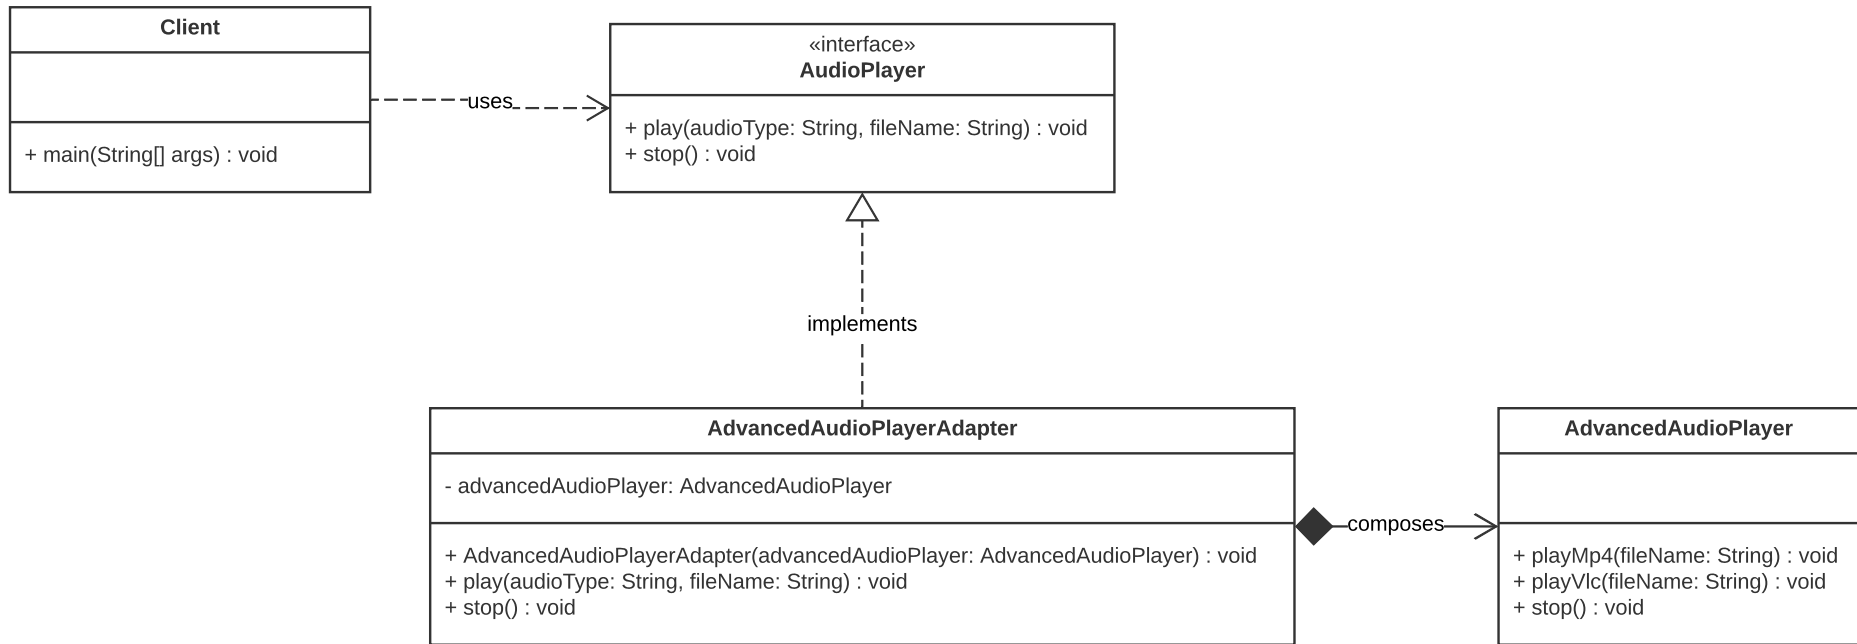 Client
+ main(String[] args) : void
uses
«interface»
AudioPlayer
+ play(audioType: String, fileName: String) : void
+ stop() : void
implements
AdvancedAudioPlayerAdapter
- advancedAudioPlayer: AdvancedAudioPlayer
+ AdvancedAudioPlayerAdapter(advancedAudioPlayer: AdvancedAudioPlayer) : void
+ play(audioType: String, fileName: String) : void
+ stop() : void
composes
AdvancedAudioPlayer
+ playMp4(fileName: String) : void
+ playVlc(fileName: String) : void
+ stop() : void